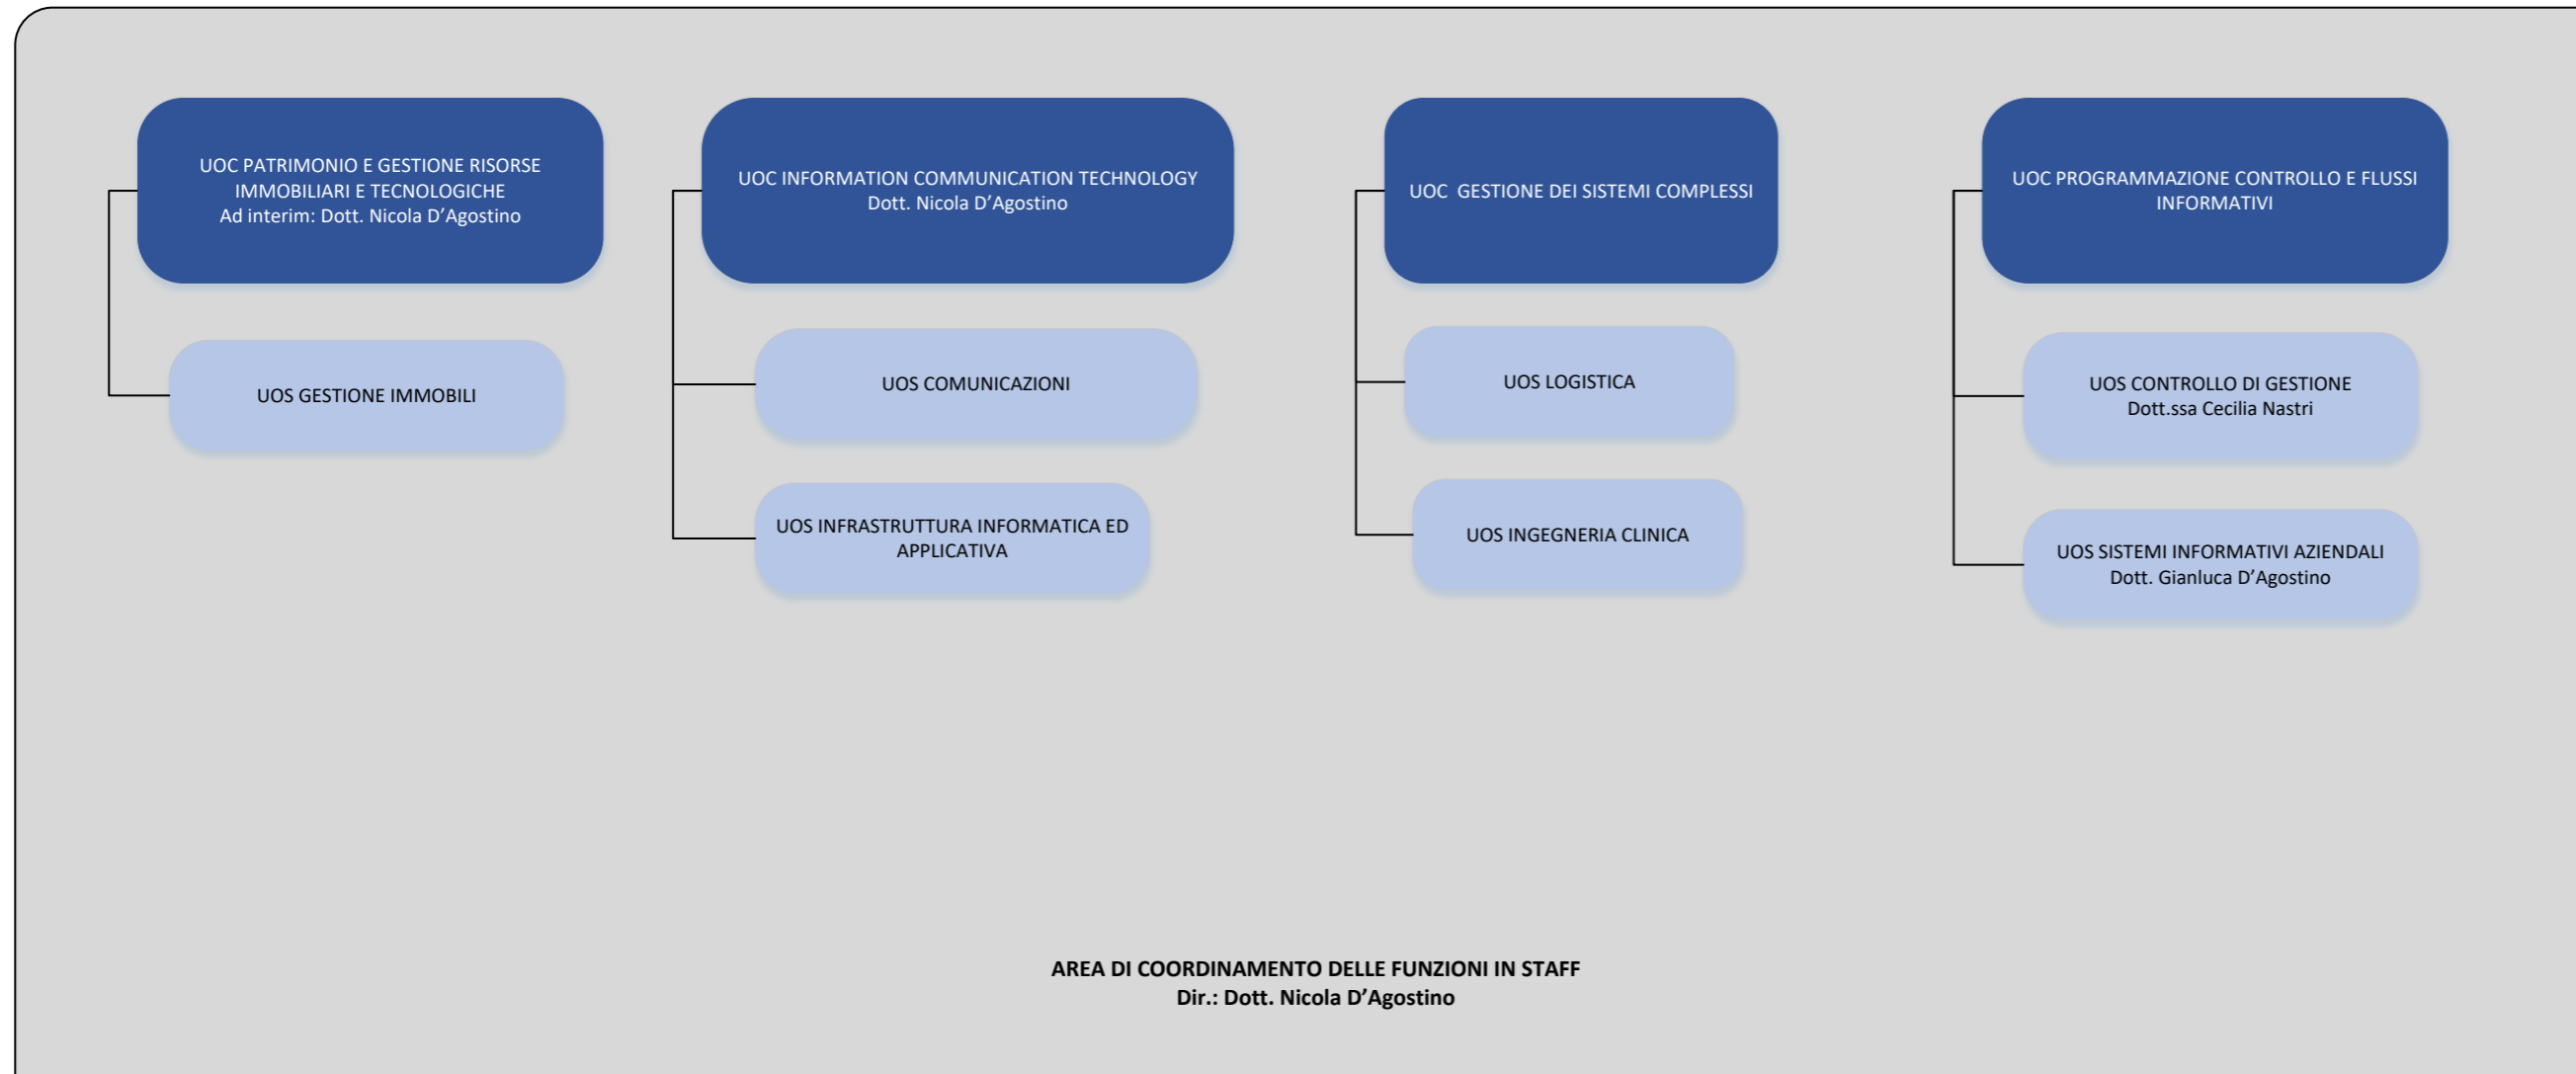 UOC PATRIMONIO E GESTIONE RISORSE
IMMOBILIARI E TECNOLOGICHE
Ad interim: Dott. Nicola D’Agostino
UOS GESTIONE IMMOBILI
UOC INFORMATION COMMUNICATION TECHNOLOGY
Dott. Nicola D’Agostino
UOS COMUNICAZIONI
UOS INFRASTRUTTURA INFORMATICA ED
APPLICATIVA
UOC  GESTIONE DEI SISTEMI COMPLESSI
UOS LOGISTICA
UOS INGEGNERIA CLINICA
UOC PROGRAMMAZIONE CONTROLLO E FLUSSI
INFORMATIVI
UOS CONTROLLO DI GESTIONE
Dott.ssa Cecilia Nastri
UOS SISTEMI INFORMATIVI AZIENDALI
Dott. Gianluca D’Agostino
AREA DI COORDINAMENTO DELLE FUNZIONI IN STAFF
Dir.: Dott. Nicola D’Agostino